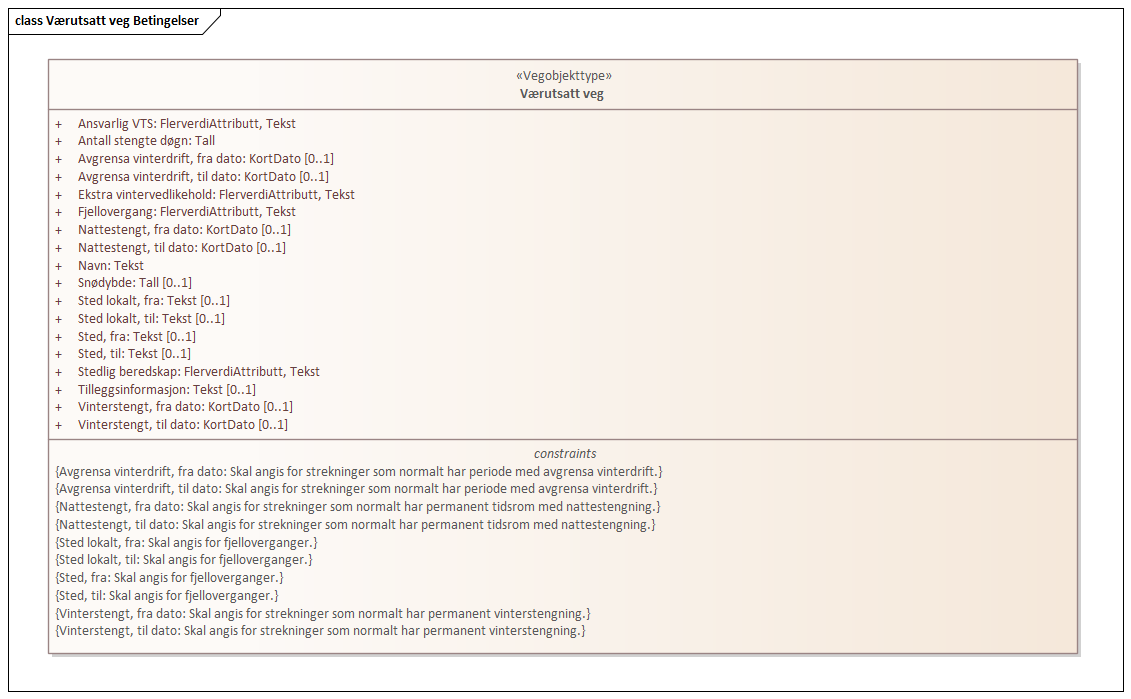 class Værutsatt veg Betingelser
«Vegobjekttype»
Værutsatt veg
+ Ansvarlig VTS: FlerverdiAttributt, Tekst
+ Antall stengte døgn: Tall
+ Avgrensa vinterdrift, fra dato: KortDato [0..1]
+ Avgrensa vinterdrift, til dato: KortDato [0..1]
+ Ekstra vintervedlikehold: FlerverdiAttributt, Tekst
+ Fjellovergang: FlerverdiAttributt, Tekst
+ Nattestengt, fra dato: KortDato [0..1]
+ Nattestengt, til dato: KortDato [0..1]
+ Navn: Tekst
+ Snødybde: Tall [0..1]
+ Sted lokalt, fra: Tekst [0..1]
+ Sted lokalt, til: Tekst [0..1]
+ Sted, fra: Tekst [0..1]
+ Sted, til: Tekst [0..1]
+ Stedlig beredskap: FlerverdiAttributt, Tekst
+ Tilleggsinformasjon: Tekst [0..1]
+ Vinterstengt, fra dato: KortDato [0..1]
+ Vinterstengt, til dato: KortDato [0..1]
constraints
{Avgrensa vinterdrift, fra dato: Skal angis for strekninger som normalt har periode med avgrensa vinterdrift.}
{Avgrensa vinterdrift, til dato: Skal angis for strekninger som normalt har periode med avgrensa vinterdrift.}
{Nattestengt, fra dato: Skal angis for strekninger som normalt har permanent tidsrom med nattestengning.}
{Nattestengt, til dato: Skal angis for strekninger som normalt har permanent tidsrom med nattestengning.}
{Sted lokalt, fra: Skal angis for fjelloverganger.}
{Sted lokalt, til: Skal angis for fjelloverganger.}
{Sted, fra: Skal angis for fjelloverganger.}
{Sted, til: Skal angis for fjelloverganger.}
{Vinterstengt, fra dato: Skal angis for strekninger som normalt har permanent vinterstengning.}
{Vinterstengt, til dato: Skal angis for strekninger som normalt har permanent vinterstengning.}